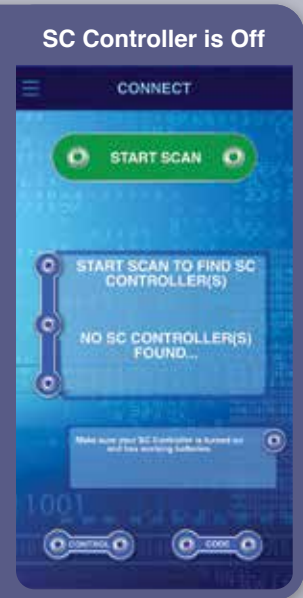 SC Controller is Off
CONNECT
START SCAN
START SCAN TO FIND SC
CONTROLLER(S)
NO SC CONTROLLER(S)
FOUND...
Make sure your SC Controller is turned on
and has working batteries.
1001
CONTROL
CODE